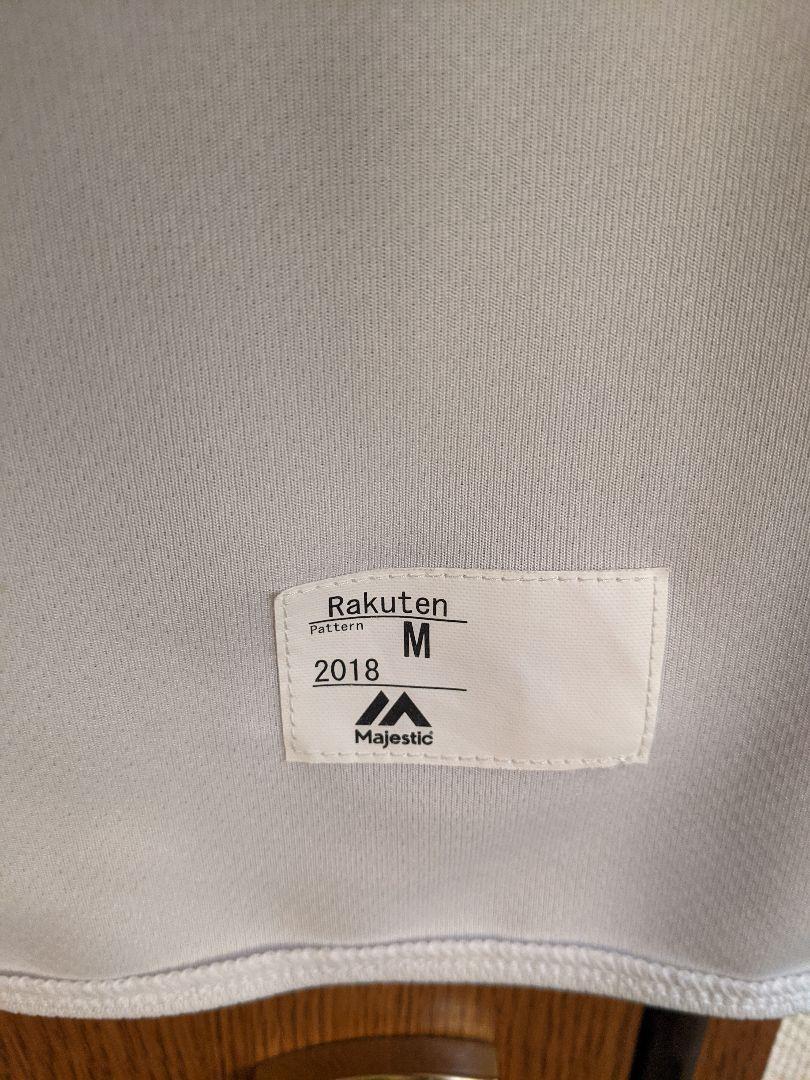 Rakuten
Pattern
M
2018
Majestic